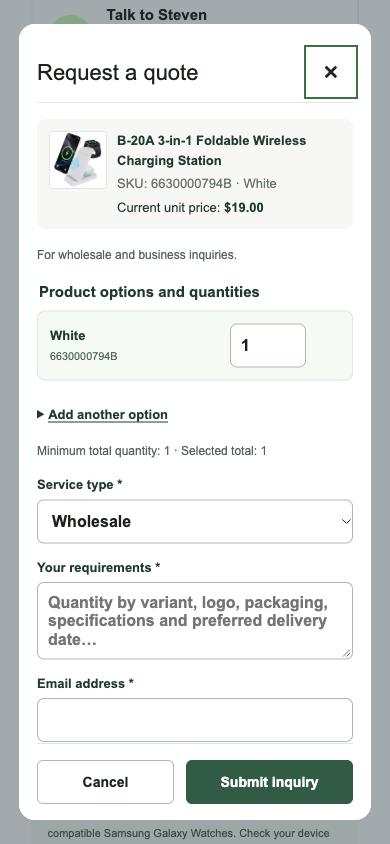 Talk to Steven
Request a quote
✕
B-20A 3-in-1 Foldable Wireless
Charging Station
SKU: 6630000794B · White
Current unit price: $19.00
For wholesale and business inquiries.
Product options and quantities
White
6630000794B
1
Add another option
Minimum total quantity: 1 · Selected total: 1
Service type *
Wholesale
Your requirements *
Quantity by variant, logo, packaging,
specifications and preferred delivery
date...
Email address *
Cancel
Submit inquiry
compatible Samsung Galaxy Watches. Check your device